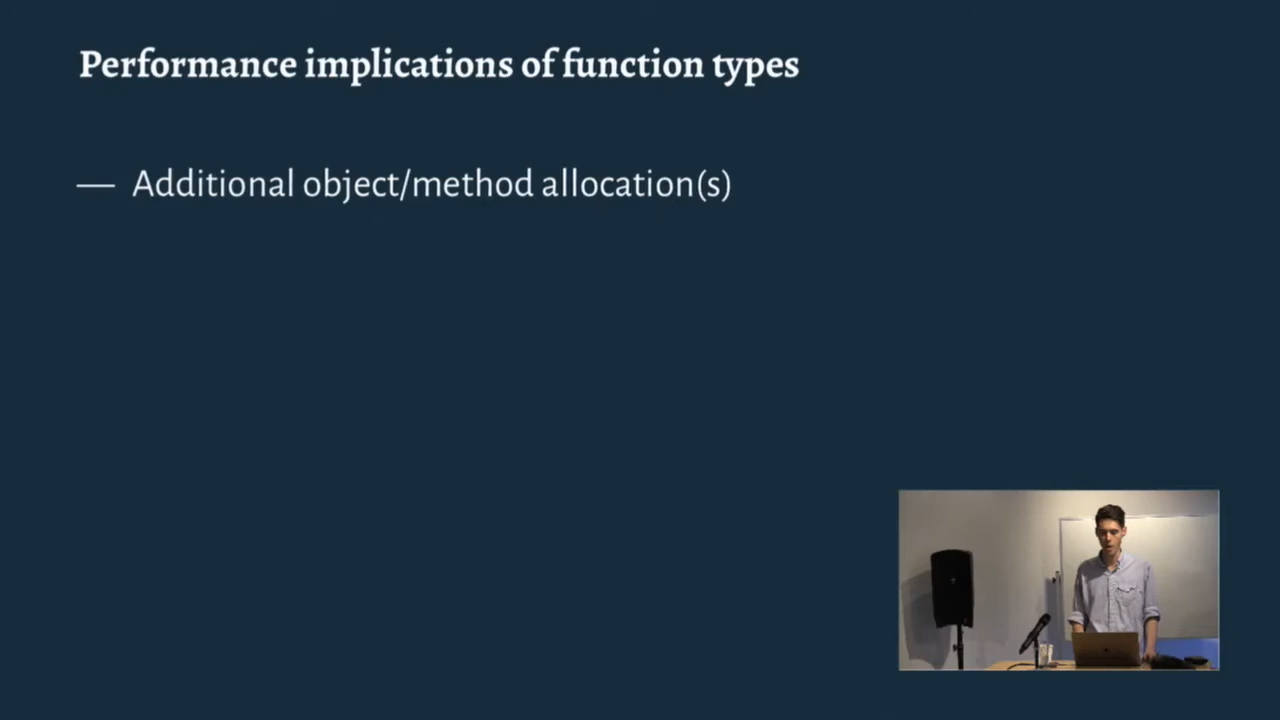 Performance implications of function types
— Additional object/method allocation(s)